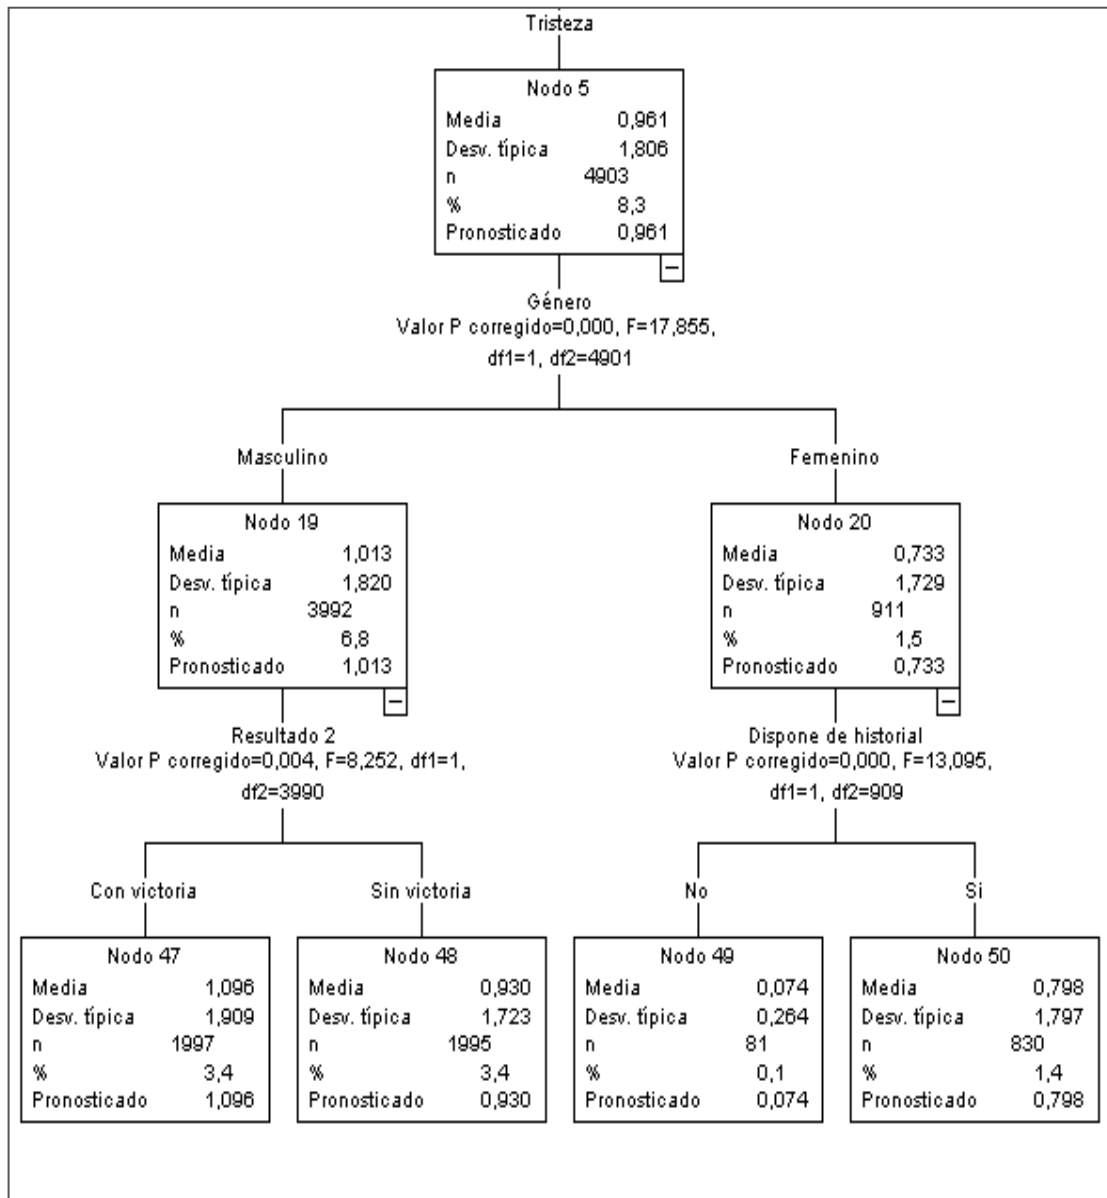 Tristeza
Nodo 5
Media 0,961
Desv. típica 1,806
n 4903
% 8,3
Pronosticado 0,961
Género
Valor P corregido=0,000, F=17,855,
df1=1, df2=4901
Masculino
Femenino
Nodo 19
Media 1,013
Desv. típica 1,820
n 3992
% 6,8
Pronosticado 1,013
Nodo 20
Media 0,733
Desv. típica 1,729
n 911
% 1,5
Pronosticado 0,733
Resultado 2
Valor P corregido=0,004, F=8,252, df1=1,
df2=3990
Dispone de historial
Valor P corregido=0,000, F=13,095,
df1=1, df2=909
Con victoria
Sin victoria
No
Si
Nodo 47
Media 1,096
Desv. típica 1,909
n 1997
% 3,4
Pronosticado 1,096
Nodo 48
Media 0,930
Desv. típica 1,723
n 1995
% 3,4
Pronosticado 0,930
Nodo 49
Media 0,074
Desv. típica 0,264
n 81
% 0,1
Pronosticado 0,074
Nodo 50
Media 0,798
Desv. típica 1,797
n 830
% 1,4
Pronosticado 0,798